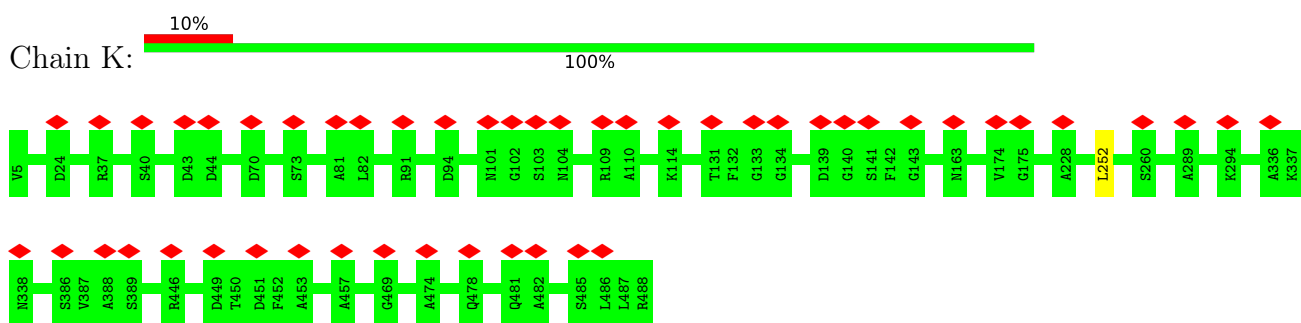 10%
Chain K:
100%
V5 D24 R37 S40 D43 D44 D70 S73 A81 L82 R91 D94 N101 G102 S103 N104 R109 A110 K114 T131 F132 G133 G134 D139 G140 S141 F142 G143 N163 V174 G175 A228 L252 S260 A289 K294 A336 K337
N338 S386 V387 A388 S389 R446 D449 T450 D451 F452 A453 A457 G469 A474 Q478 Q481 A482 S485 L486 L487 R488